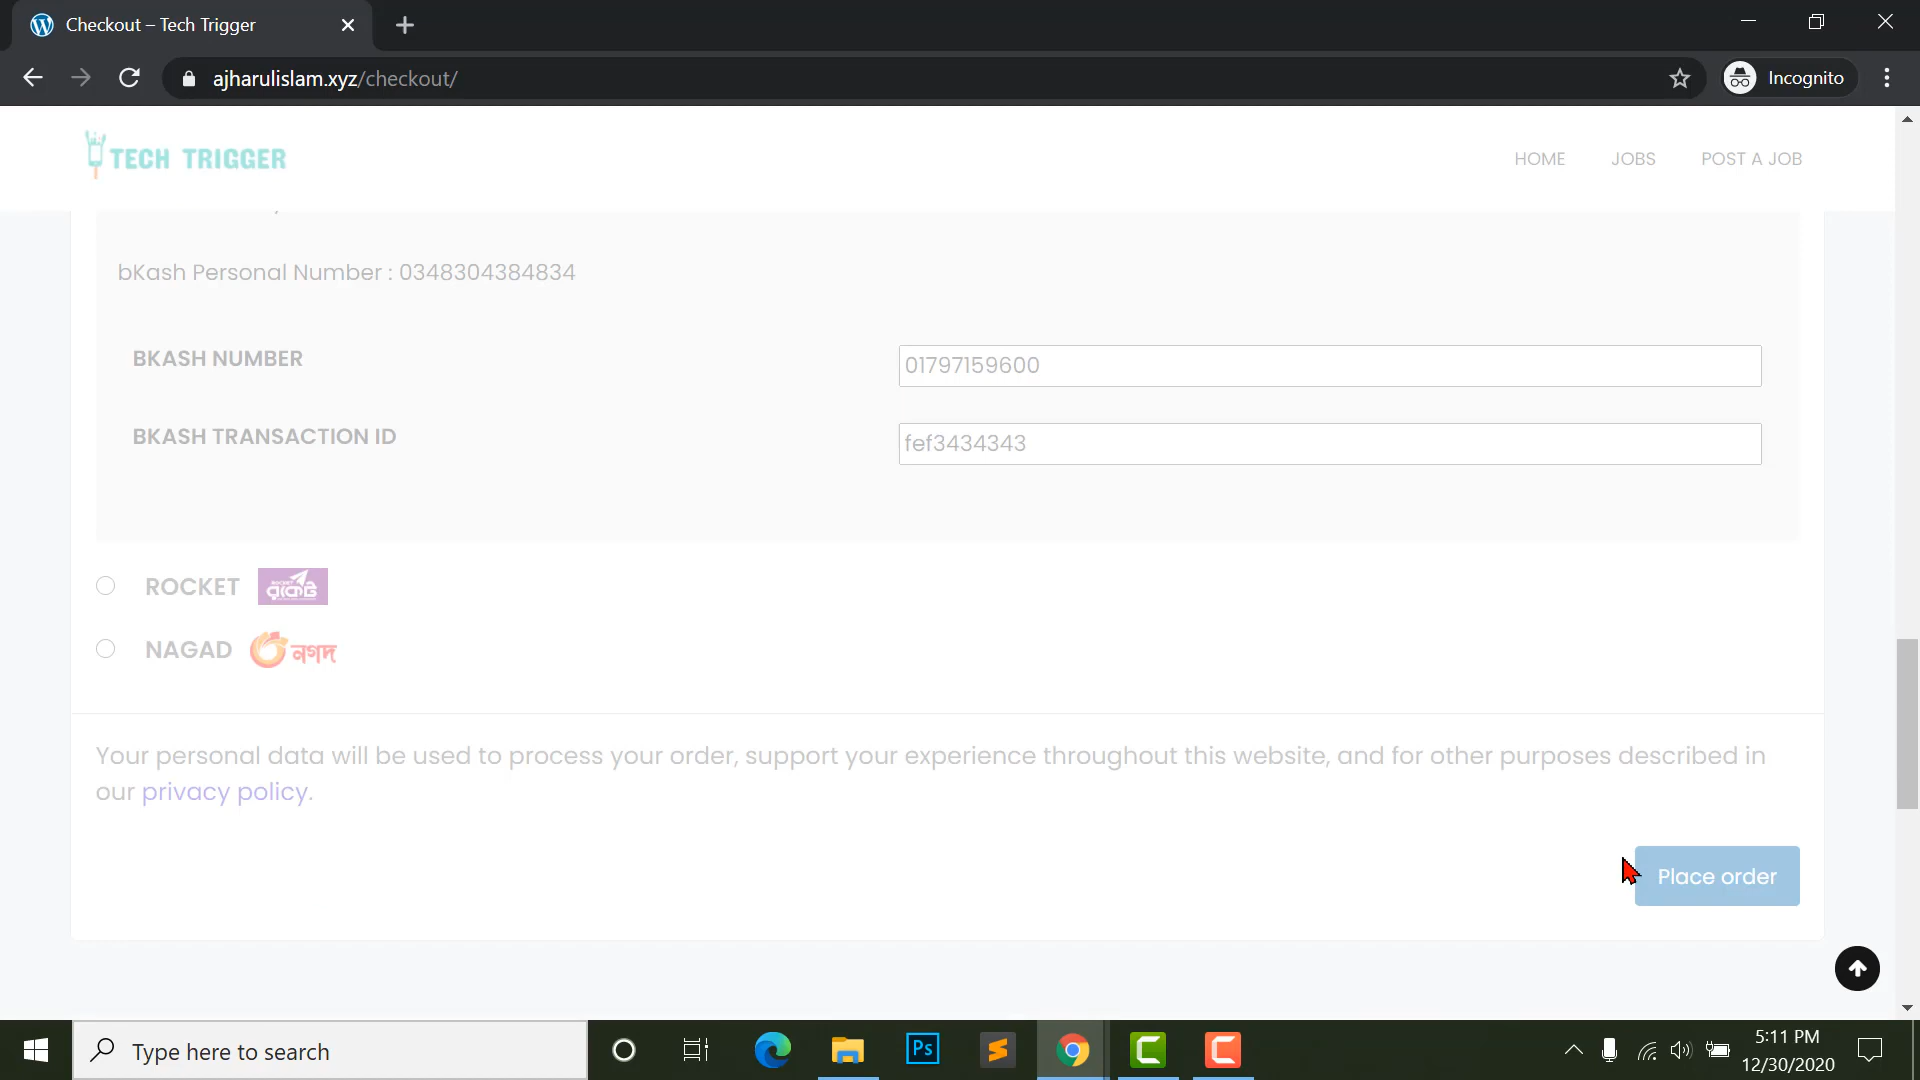 Checkout – Tech Trigger
ajharulislam.xyz/checkout/
Incognito
TECH TRIGGER
HOME
JOBS
POST A JOB
bKash Personal Number : 0348304384834
BKASH NUMBER
01797159600
BKASH TRANSACTION ID
fef3434343
ROCKET
ROCKET
রকেট
NAGAD
নগদ
Your personal data will be used to process your order, support your experience throughout this website, and for other purposes described in
our privacy policy.
Place order
Type here to search
Ps
5:11 PM
12/30/2020